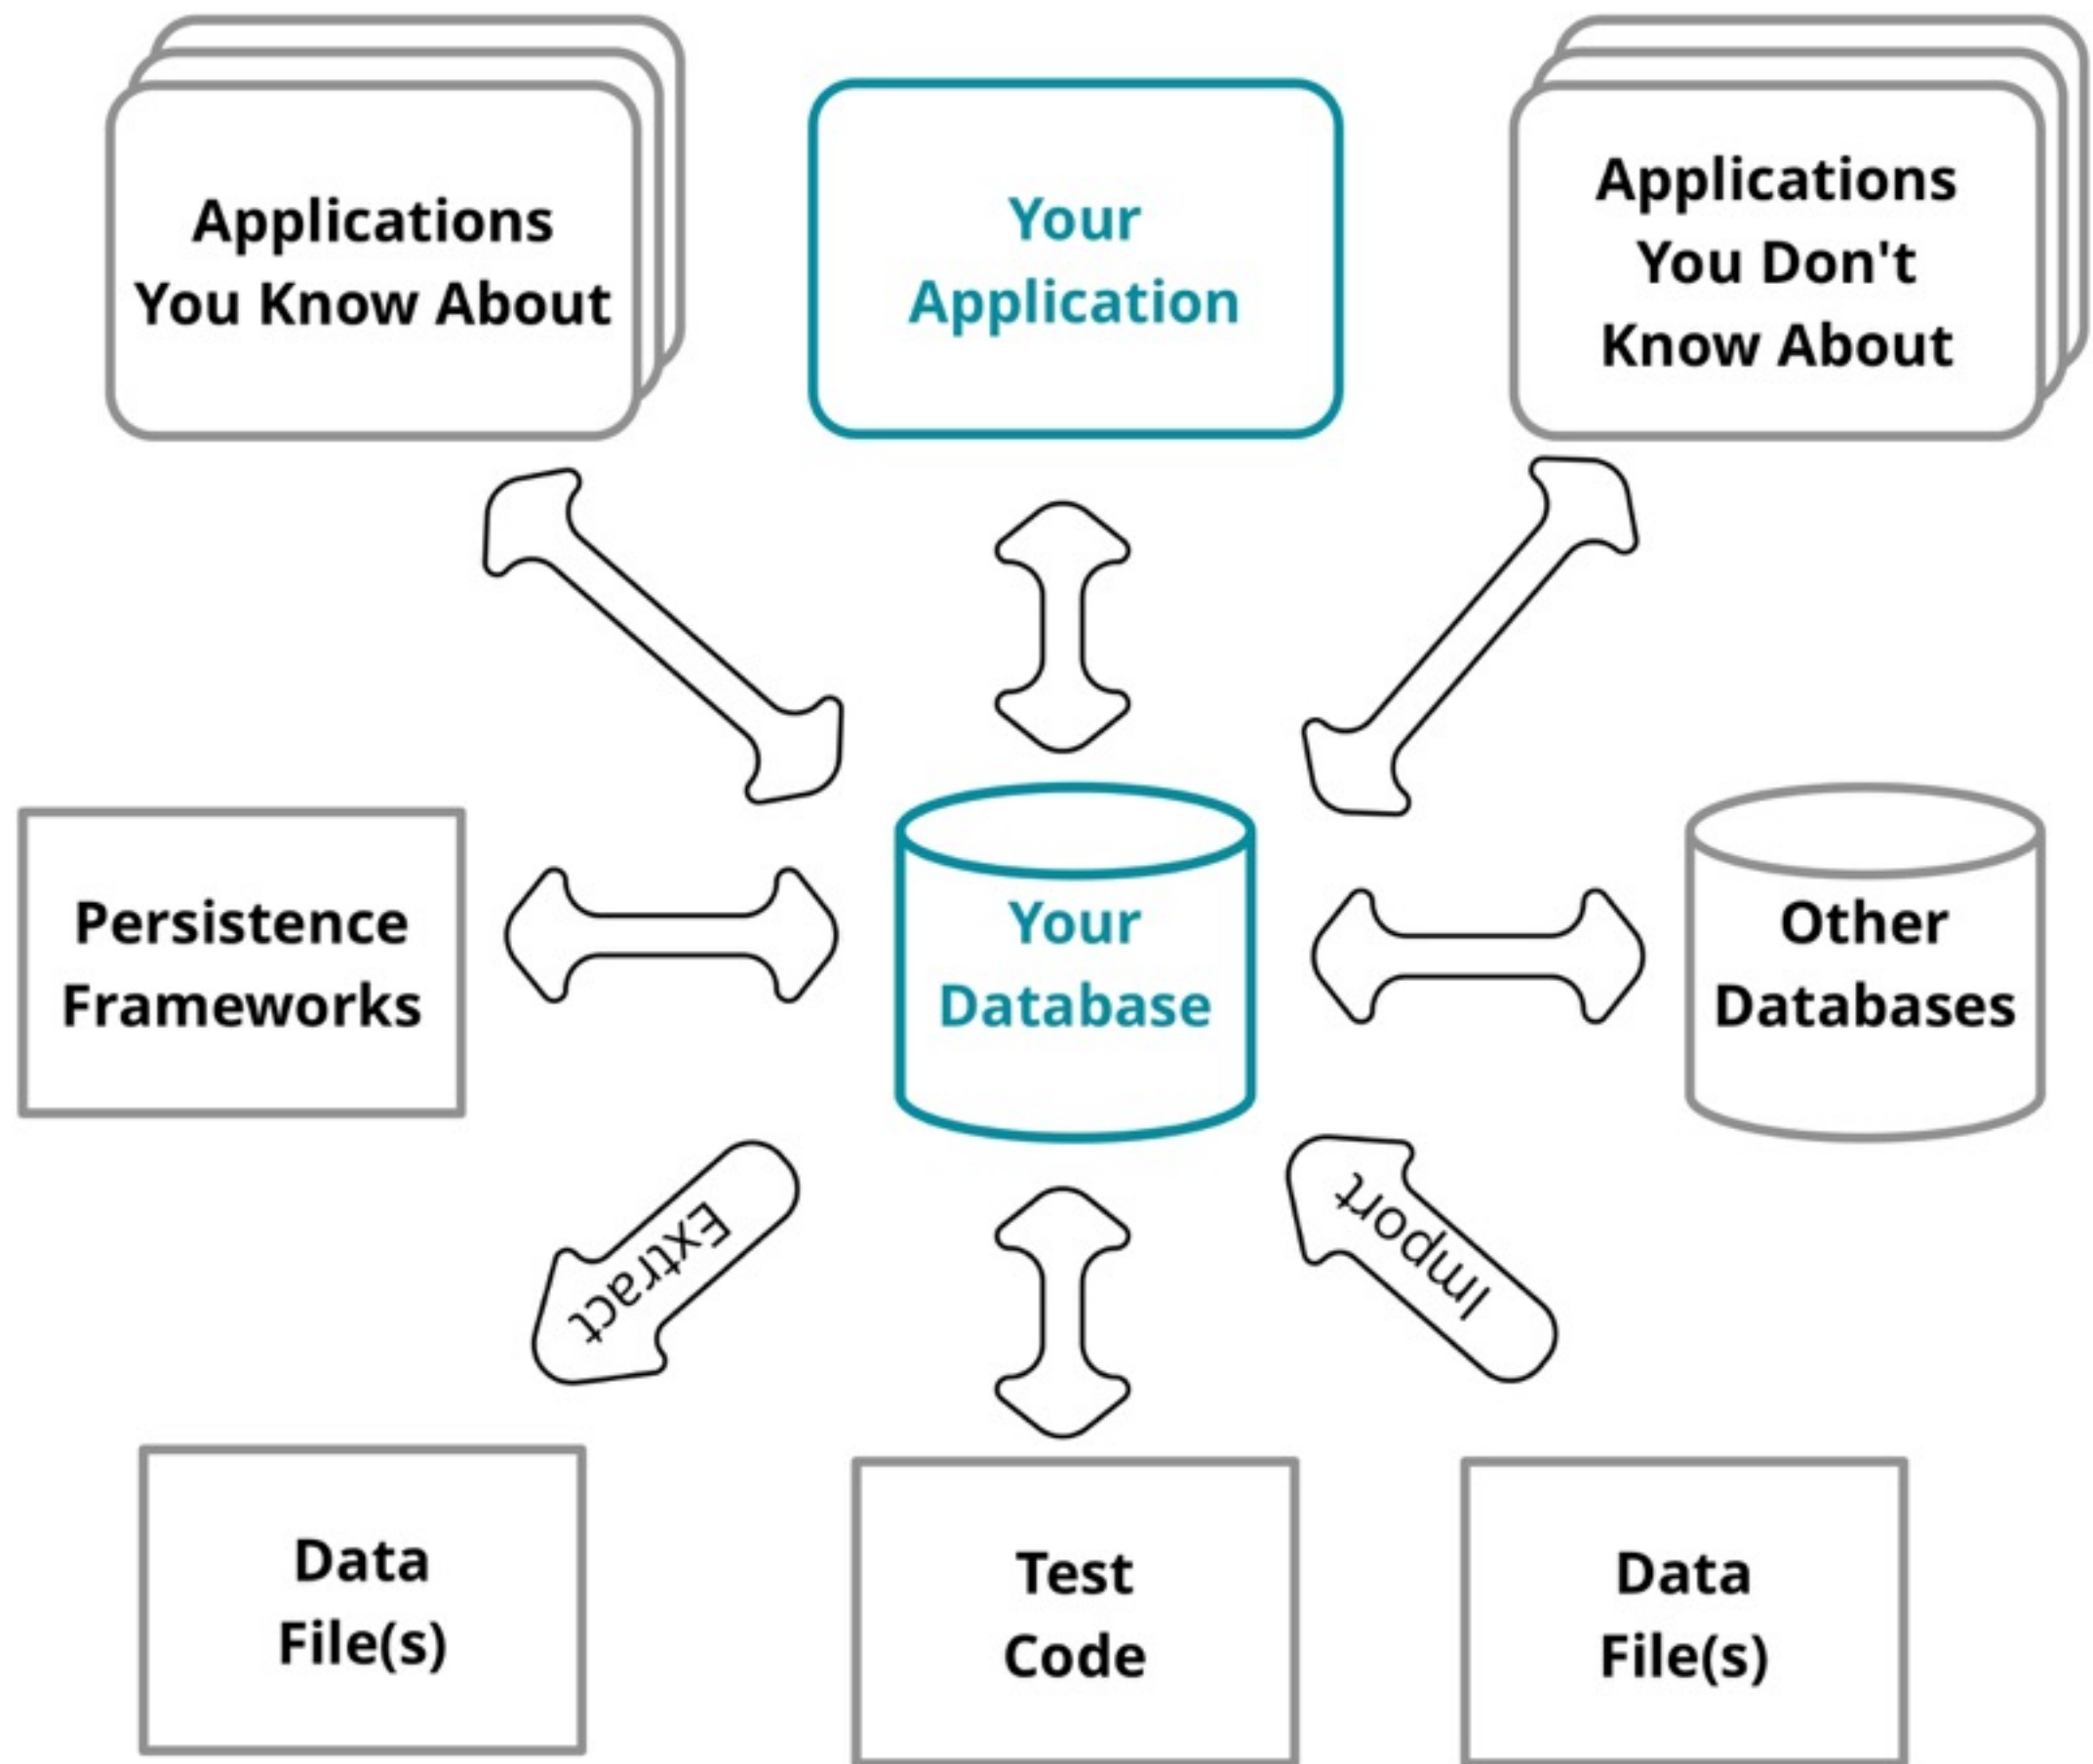 Applications
You Know About
Your
Application
Applications
You Don't
Know About
Persistence
Frameworks
Your
Database
Other
Databases
Extract
Import
Data
File(s)
Test
Code
Data
File(s)